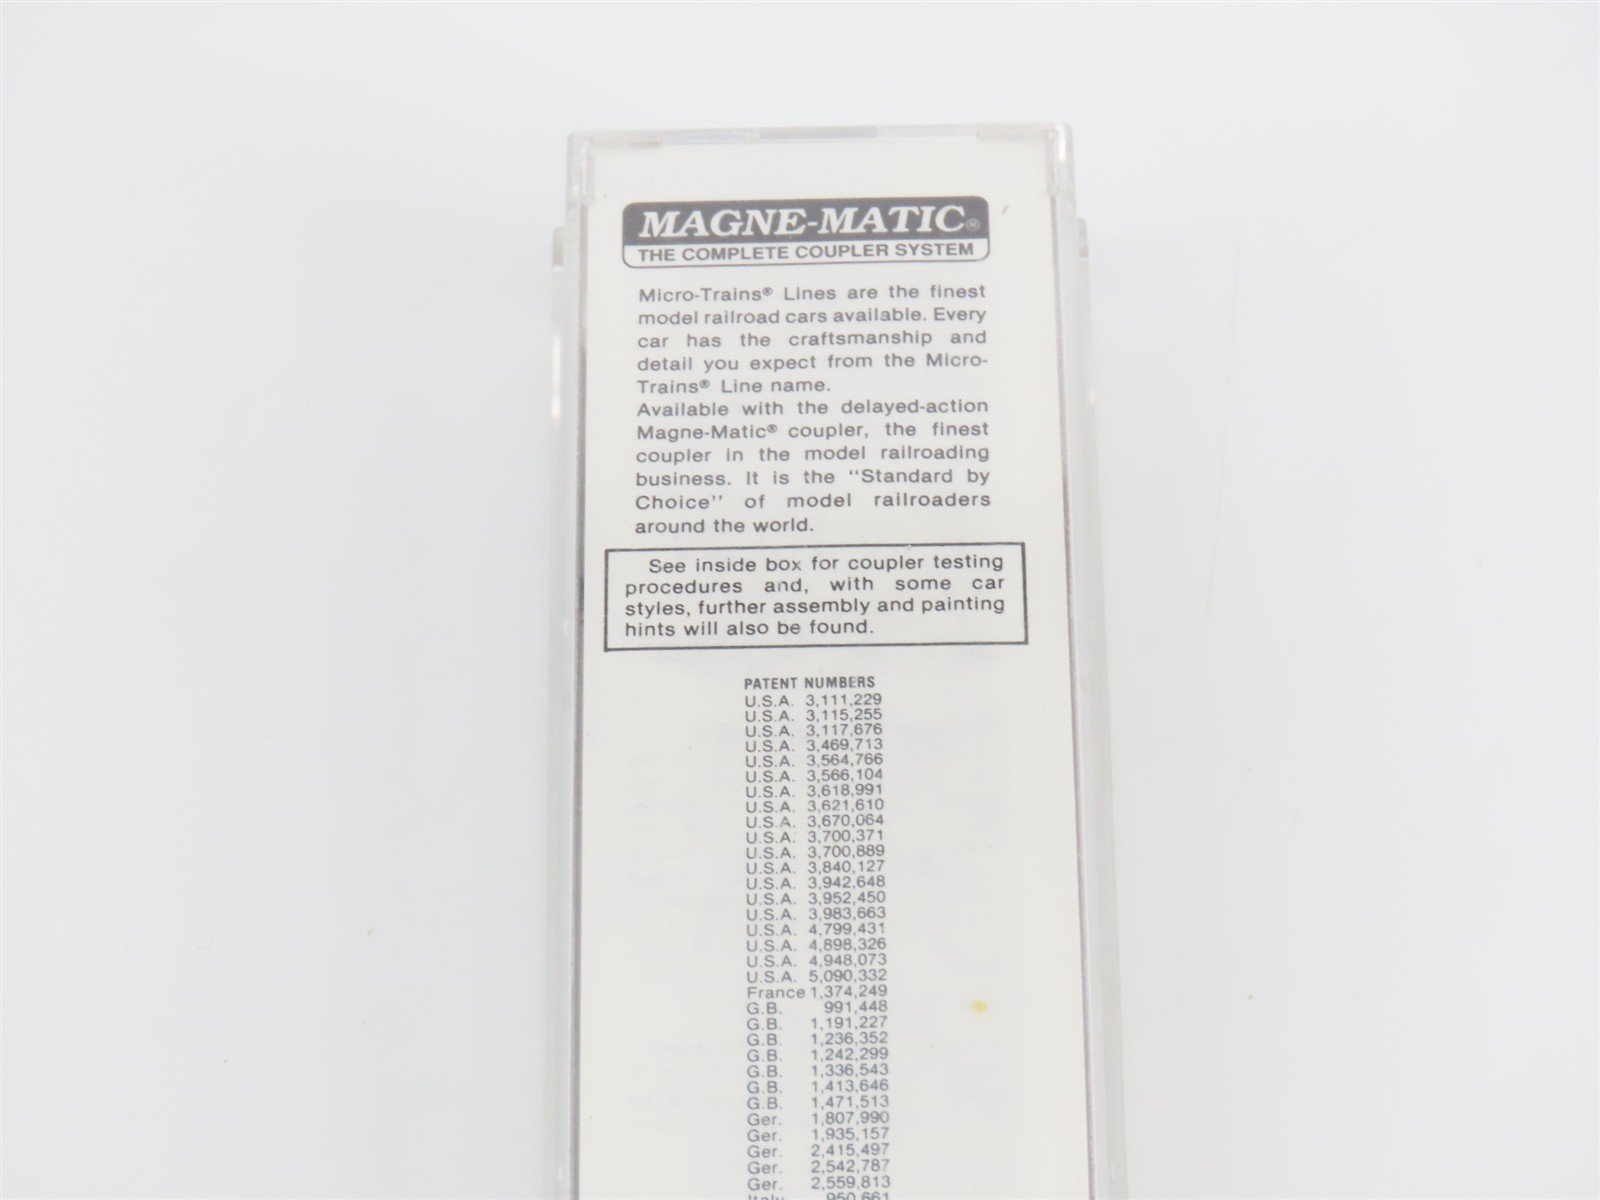 MAGNE-MATIC®
THE COMPLETE COUPLER SYSTEM
Micro-Trains® Lines are the finest
model railroad cars available. Every
car has the craftsmanship and
detail you expect from the Micro-
Trains® Line name.
Available with the delayed-action
Magne-Matic® coupler, the finest
coupler in the model railroading
business. It is the "Standard by
Choice" of model railroaders
around the world.
See inside box for coupler testing
procedures and, with some car
styles, further assembly and painting
hints will also be found.
PATENT NUMBERS
U.S.A. 3,111,229
U.S.A. 3,115,255
U.S.A. 3,117,676
U.S.A. 3,469,713
U.S.A. 3,564,766
U.S.A. 3,566,104
U.S.A. 3,618,991
U.S.A. 3,621,610
U.S.A. 3,670,064
U.S.A. 3,700,371
U.S.A. 3,700,889
U.S.A. 3,840,127
U.S.A. 3,942,648
U.S.A. 3,952,450
U.S.A. 3,983,663
U.S.A. 4,799,431
U.S.A. 4,898,326
U.S.A. 4,948,073
U.S.A. 5,090,332
France 1,374,249
G.B. 991,448
G.B. 1,191,227
G.B. 1,236,352
G.B. 1,242,299
G.B. 1,336,543
G.B. 1,413,646
G.B. 1,471,513
Ger. 1,807,990
Ger. 1,935,157
Ger. 2,415,497
Ger. 2,542,787
Ger. 2,559,813
Italy 950,661